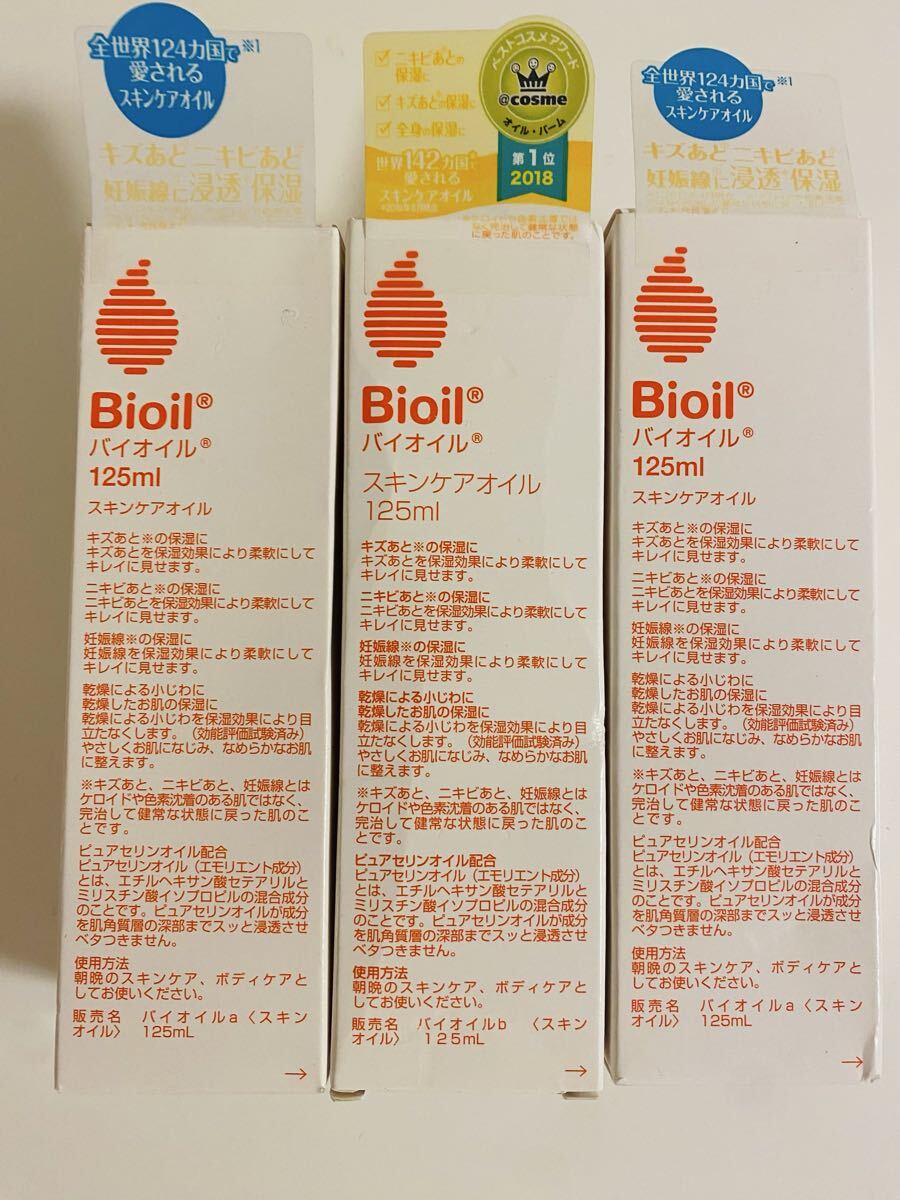 全世界124カ国で※1
愛される
スキンケアオイル
キズあと ニキビあと
妊娠線に浸透*保湿
Bioil®
バイオイル®
125ml
スキンケアオイル
キズあと※の保湿に
キズあとを保湿効果により柔軟にして
キレイに見せます。
ニキビあと※の保湿に
ニキビあとを保湿効果により柔軟にして
キレイに見せます。
妊娠線※の保湿に
妊娠線を保湿効果により柔軟にして
キレイに見せます。
乾燥による小じわに
乾燥したお肌の保湿に
乾燥による小じわを保湿効果により目
立たなくします。（効能評価試験済み）
やさしくお肌になじみ、なめらかなお肌
に整えます。
※キズあと、ニキビあと、妊娠線とは
ケロイドや色素沈着のある肌ではなく、
完治して健常な状態に戻った肌のこ
とです。
ピュアセリンオイル配合
ピュアセリンオイル（エモリエント成分）
とは、エチルヘキサン酸セテアリルと
ミリスチン酸イソプロピルの混合成分
のことです。ピュアセリンオイルが成分
を肌角質層の深部までスッと浸透させ
ベタつきません。
使用方法
朝晩のスキンケア、ボディケアと
してお使いください。
販売名 バイオイルa〈スキン
オイル〉 125mL
→
ニキビあとの
保湿に
キズあとの保湿に
全身の保湿に
世界142カ国で
愛される
スキンケアオイル
ベストコスメアワード
@cosme
オイル・バーム
第1位
2018
なく完治して健常な状態
に戻った肌のことです。
Bioil®
バイオイル®
スキンケアオイル
125ml
キズあと※の保湿に
キズあとを保湿効果により柔軟にして
キレイに見せます。
ニキビあと※の保湿に
ニキビあとを保湿効果により柔軟にして
キレイに見せます。
妊娠線※の保湿に
妊娠線を保湿効果により柔軟にして
キレイに見せます。
乾燥による小じわに
乾燥したお肌の保湿に
乾燥による小じわを保湿効果により目
立たなくします。（効能評価試験済み）
やさしくお肌になじみ、なめらかなお肌
に整えます。
※キズあと、ニキビあと、妊娠線とは
ケロイドや色素沈着のある肌ではなく、
完治して健常な状態に戻った肌のこ
とです。
ピュアセリンオイル配合
ピュアセリンオイル（エモリエント成分）
とは、エチルヘキサン酸セテアリルと
ミリスチン酸イソプロピルの混合成分
のことです。ピュアセリンオイルが成分
を肌角質層の深部までスッと浸透させ
ベタつきません。
使用方法
朝晩のスキンケア、ボディケアと
してお使いください。
販売名 バイオイルb 〈スキン
オイル〉 125mL
→
全世界124カ国で※1
愛される
スキンケアオイル
キズあと ニキビあと
妊娠線に浸透*保湿
Bioil®
バイオイル®
125ml
スキンケアオイル
キズあと※の保湿に
キズあとを保湿効果により柔軟にして
キレイに見せます。
ニキビあと※の保湿に
ニキビあとを保湿効果により柔軟にして
キレイに見せます。
妊娠線※の保湿に
妊娠線を保湿効果により柔軟にして
キレイに見せます。
乾燥による小じわに
乾燥したお肌の保湿に
乾燥による小じわを保湿効果により目
立たなくします。（効能評価試験済み）
やさしくお肌になじみ、なめらかなお肌
に整えます。
※キズあと、ニキビあと、妊娠線とは
ケロイドや色素沈着のある肌ではなく、
完治して健常な状態に戻った肌のこ
とです。
ピュアセリンオイル配合
ピュアセリンオイル（エモリエント成分）
とは、エチルヘキサン酸セテアリルと
ミリスチン酸イソプロピルの混合成分
のことです。ピュアセリンオイルが成分
を肌角質層の深部までスッと浸透させ
ベタつきません。
使用方法
朝晩のスキンケア、ボディケアと
してお使いください。
販売名 バイオイルa〈スキン
オイル〉 125mL
→